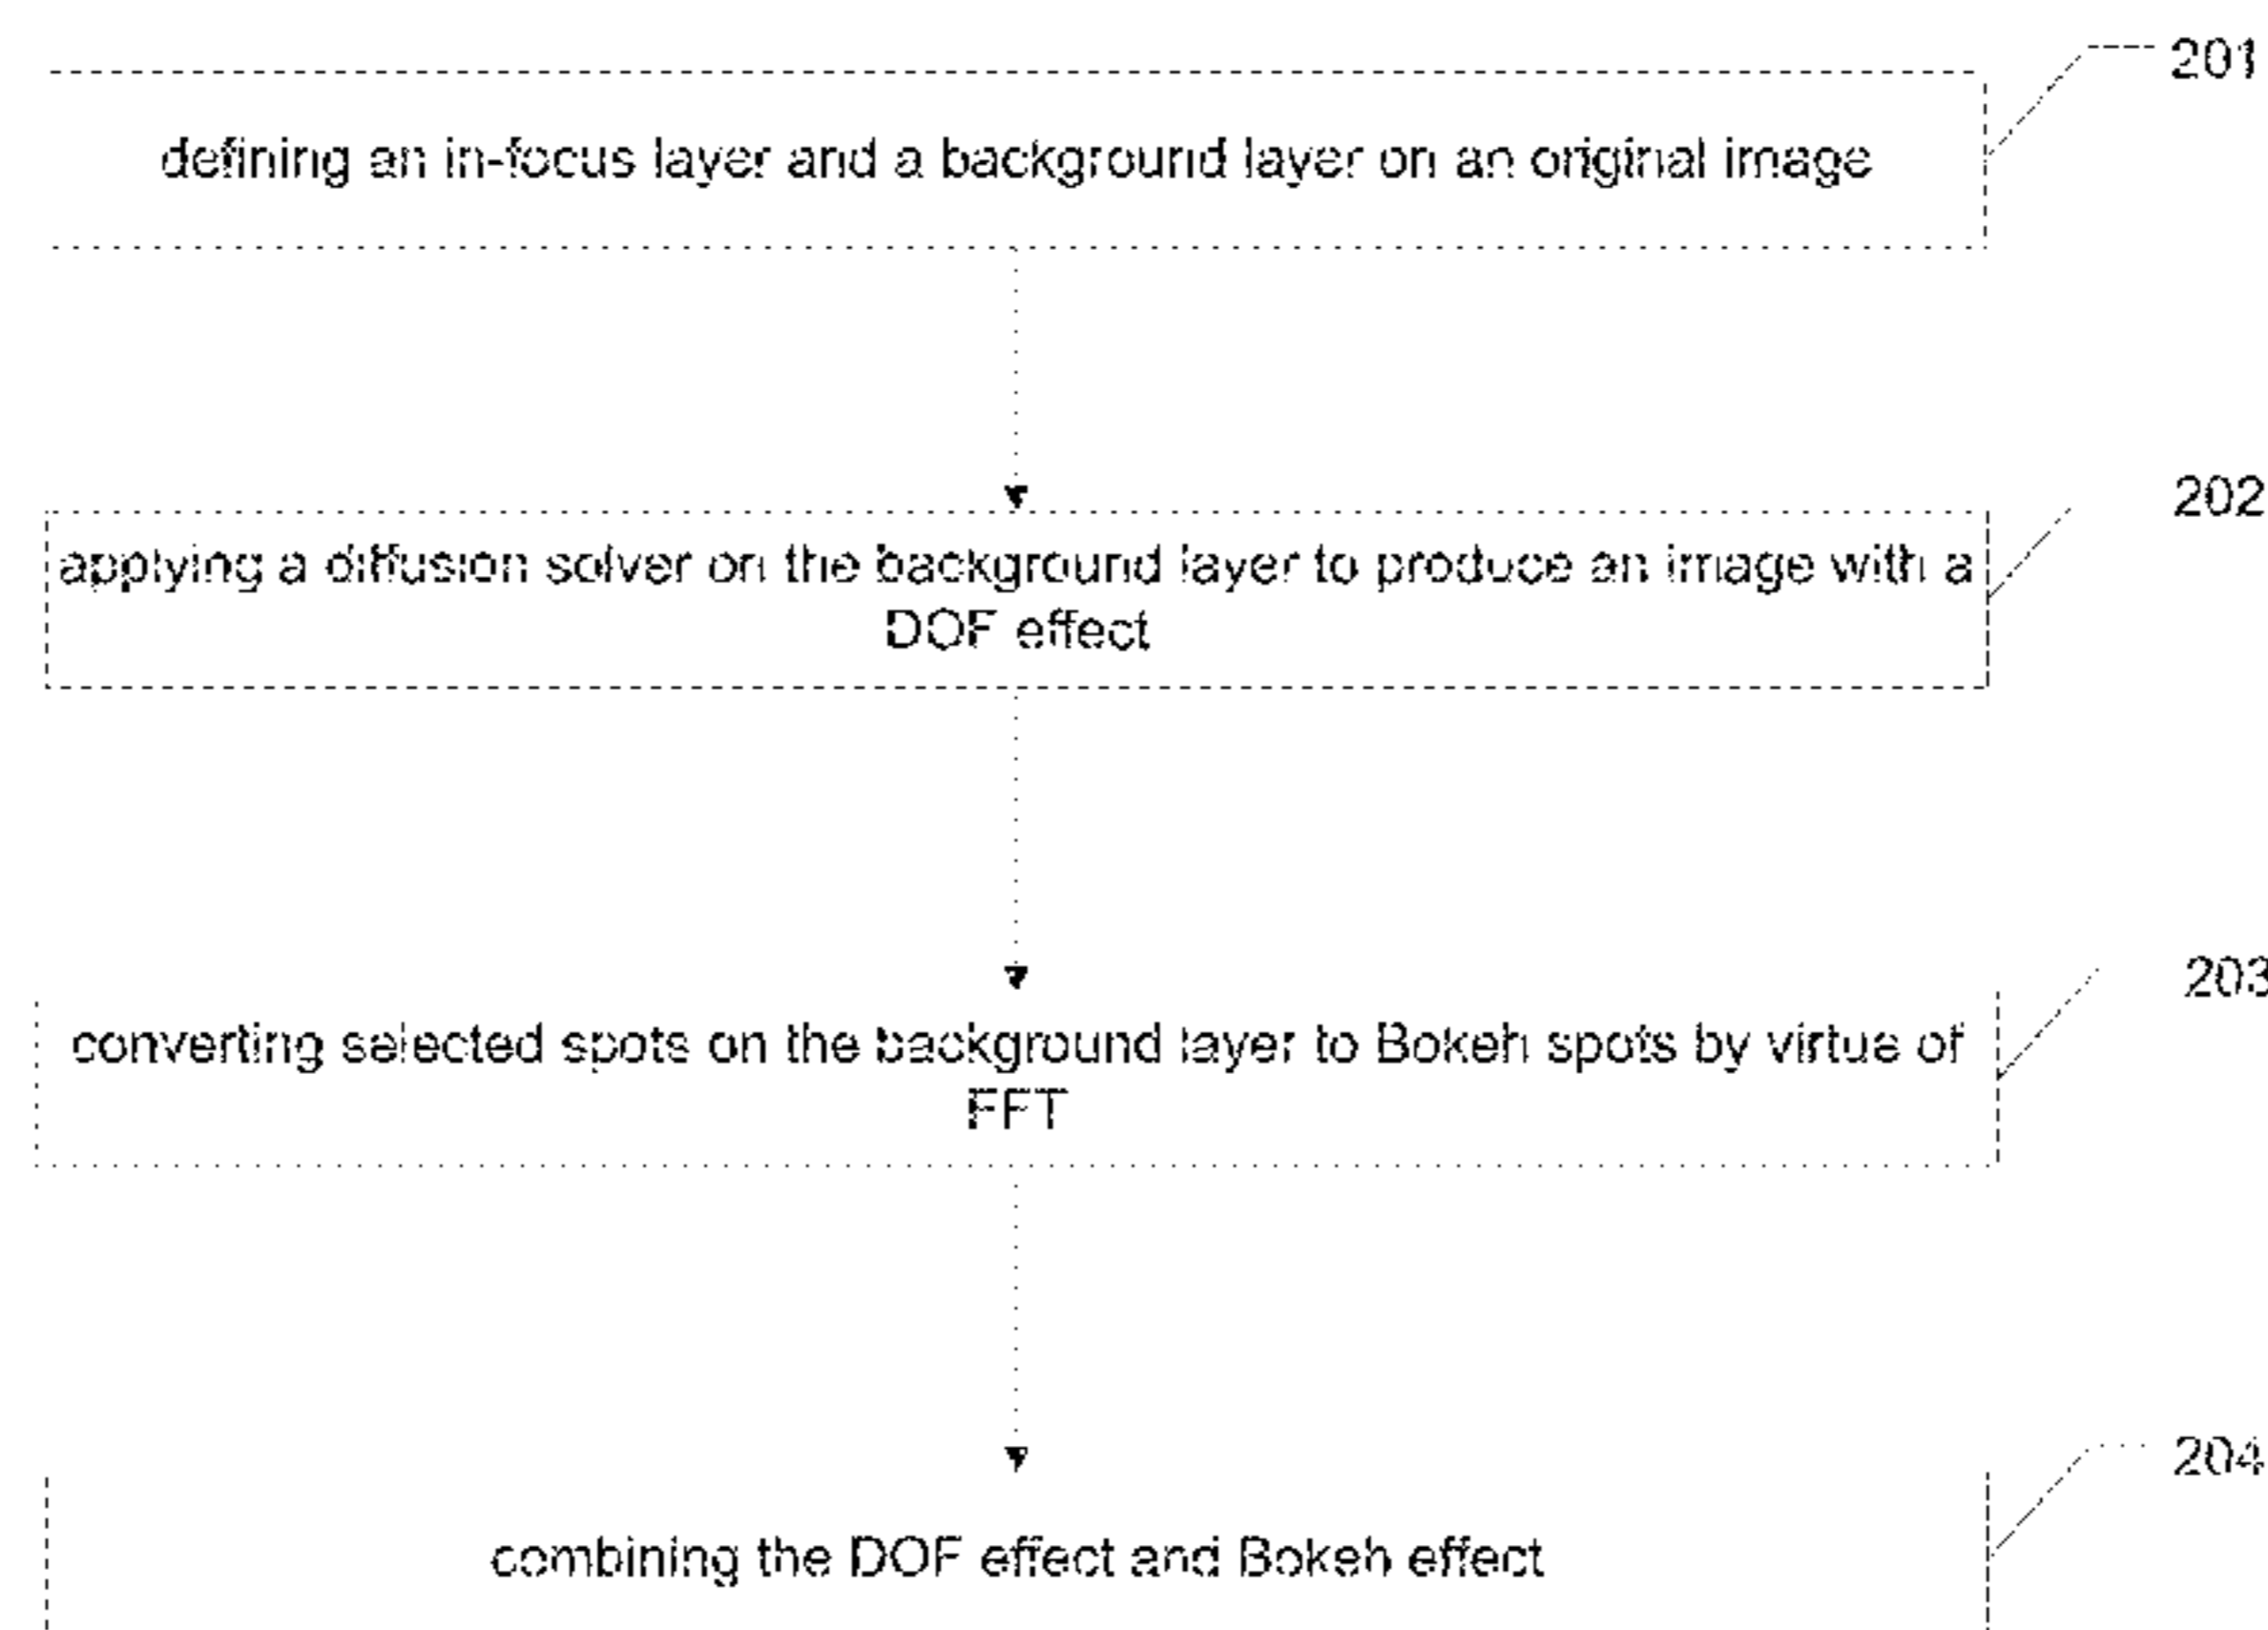 201
defining an in-focus layer and a background layer on an original image
202
applying a diffusion solver on the background layer to produce an image with a
DOF effect
203
converting selected spots on the background layer to Bokeh spots by virtue of
FFT
204
combining the DOF effect and Bokeh effect